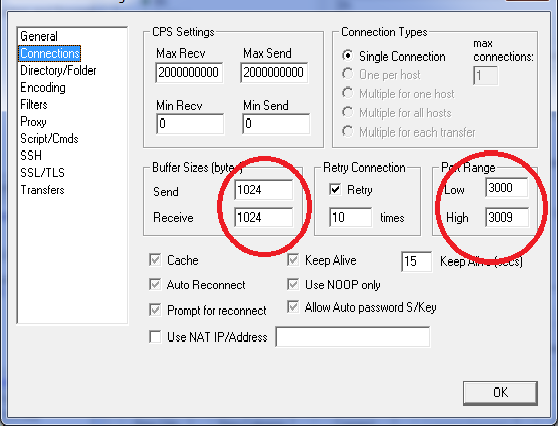 General
Connections
Directory/Folder
Encoding
Filters
Proxy
Script/Cmds
SSH
SSL/TLS
Transfers
CPS Settings
Max Recv Max Send
2000000000 2000000000
Min Recv Min Send
0 0
Connection Types
max
Single Connection connections:
One per host 1
Multiple for one host
Multiple for all hosts
Multiple for each transfer
Buffer Sizes (bytes)
Send 1024
Receive 1024
Retry Connection
Retry
10 times
Port Range
Low 3000
High 3009
Cache Keep Alive 15 Keep Alive (secs)
Auto Reconnect Use NOOP only
Prompt for reconnect Allow Auto password S/Key
Use NAT IP/Address
OK